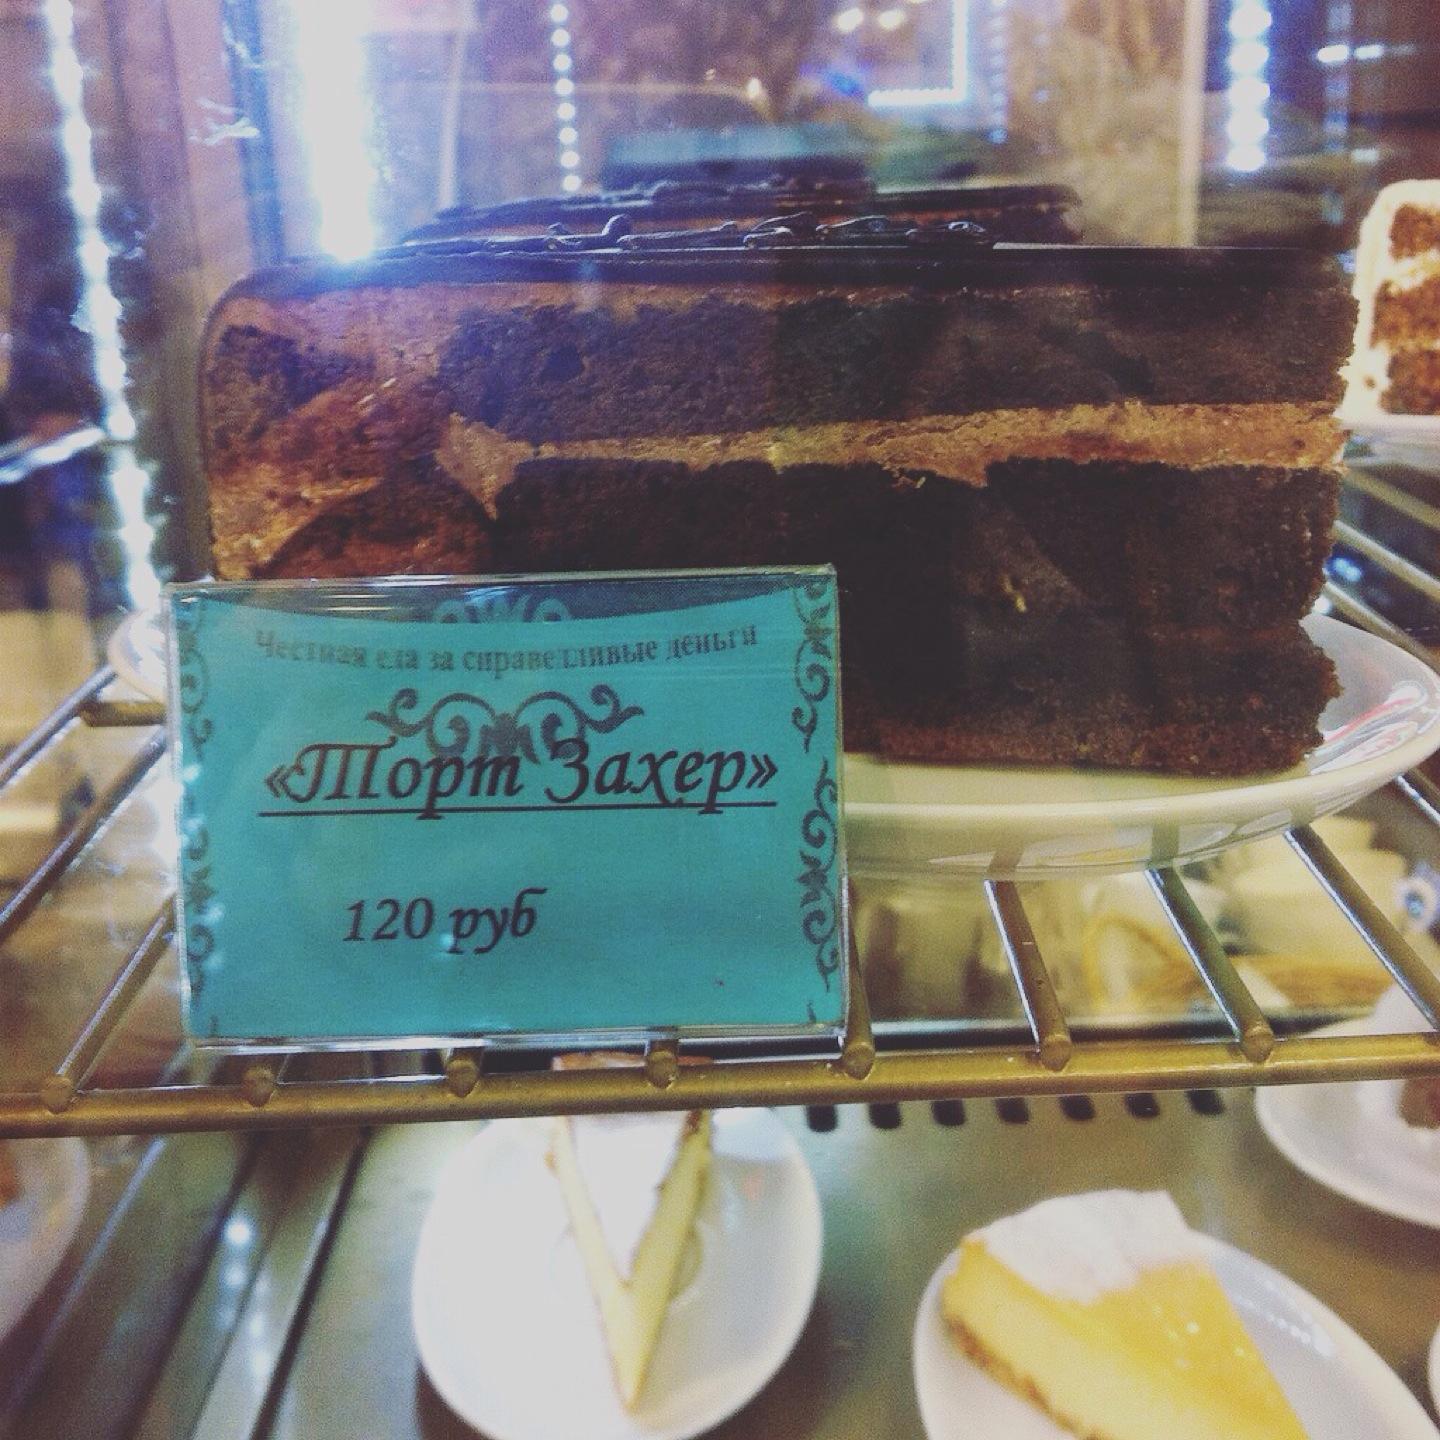 Честная еда за справедливые деньги
«Торт Захер»
120 руб